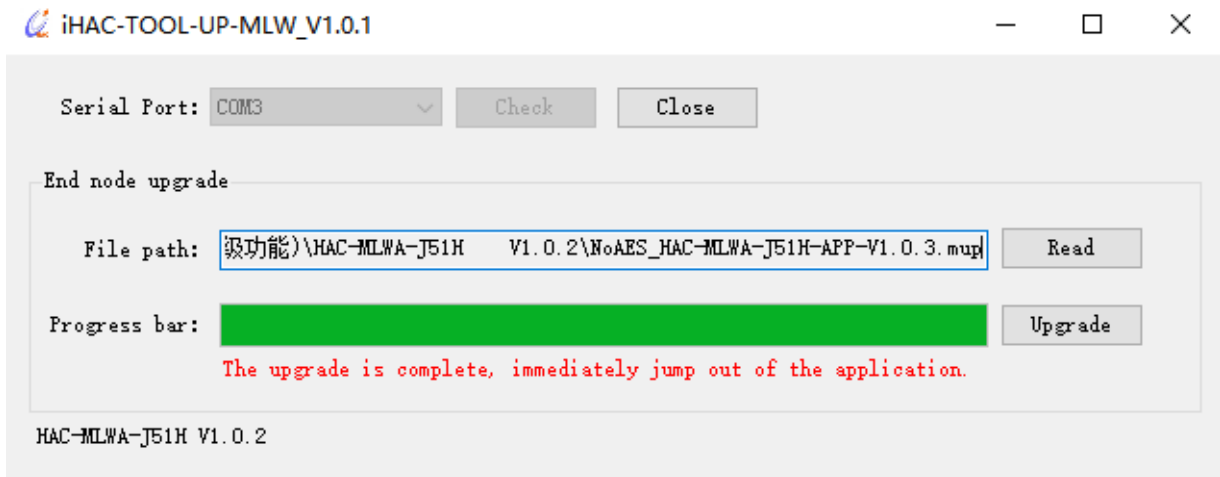 iHAC-TOOL-UP-MLW_V1.0.1
Serial Port: COM3 Check Close
End node upgrade
File path: 级功能)\HAC-MLWA-J51H V1.0.2\NoAES_HAC-MLWA-J51H-APP-V1.0.3.mup Read
Progress bar: Upgrade
The upgrade is complete, immediately jump out of the application.
HAC-MLWA-J51H V1.0.2